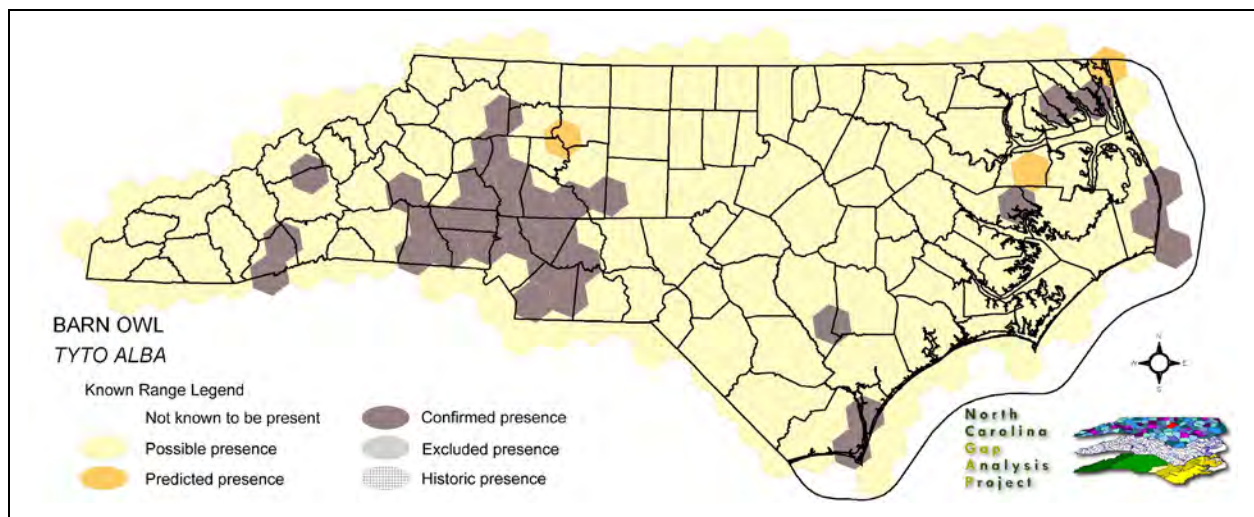 BARN OWL
TYTO ALBA
Known Range Legend
Not known to be present
Possible presence
Predicted presence
Confirmed presence
Excluded presence
Historic presence
N
W E
S
North
Carolina
Gap
Analysis
Project